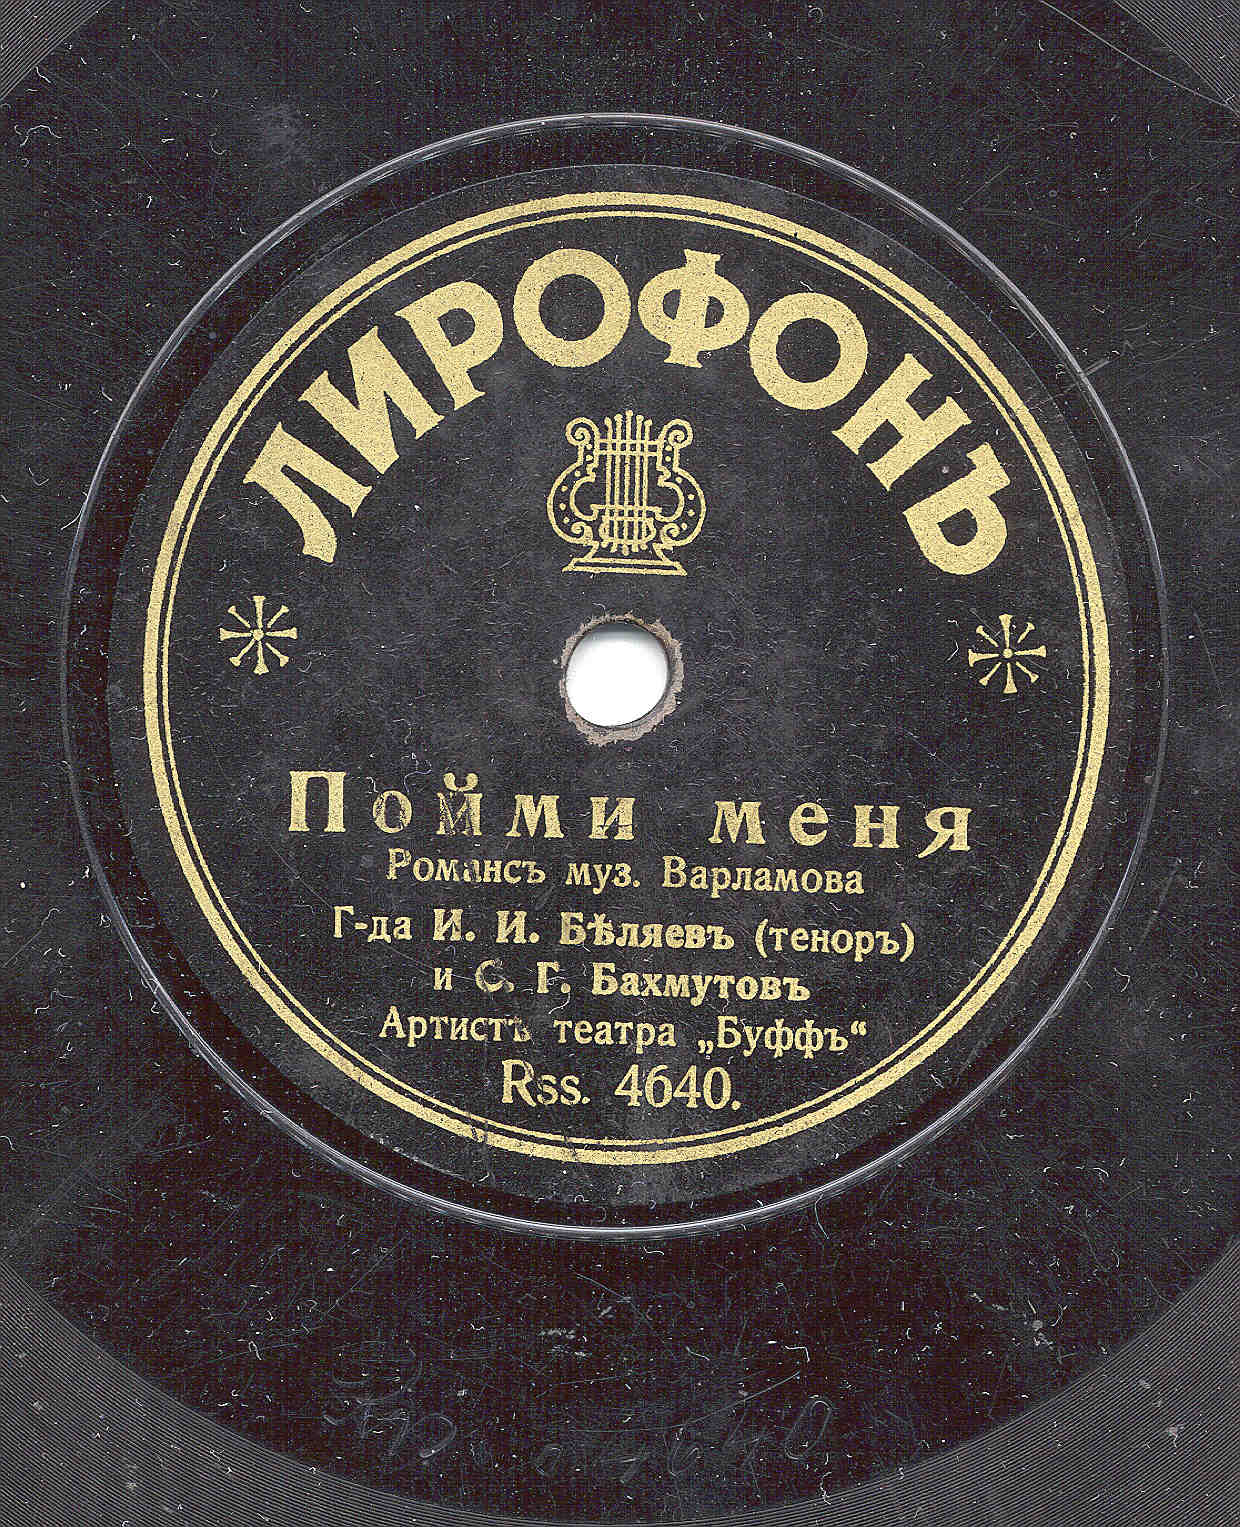 ЛИРОФОНЪ
Пойми меня
Романсъ муз. Варламова
Г-да И. И. Бѣляевъ (теноръ)
и С. Г. Бахмутовъ
Артистъ театра „Буффъ“
Rss. 4640.